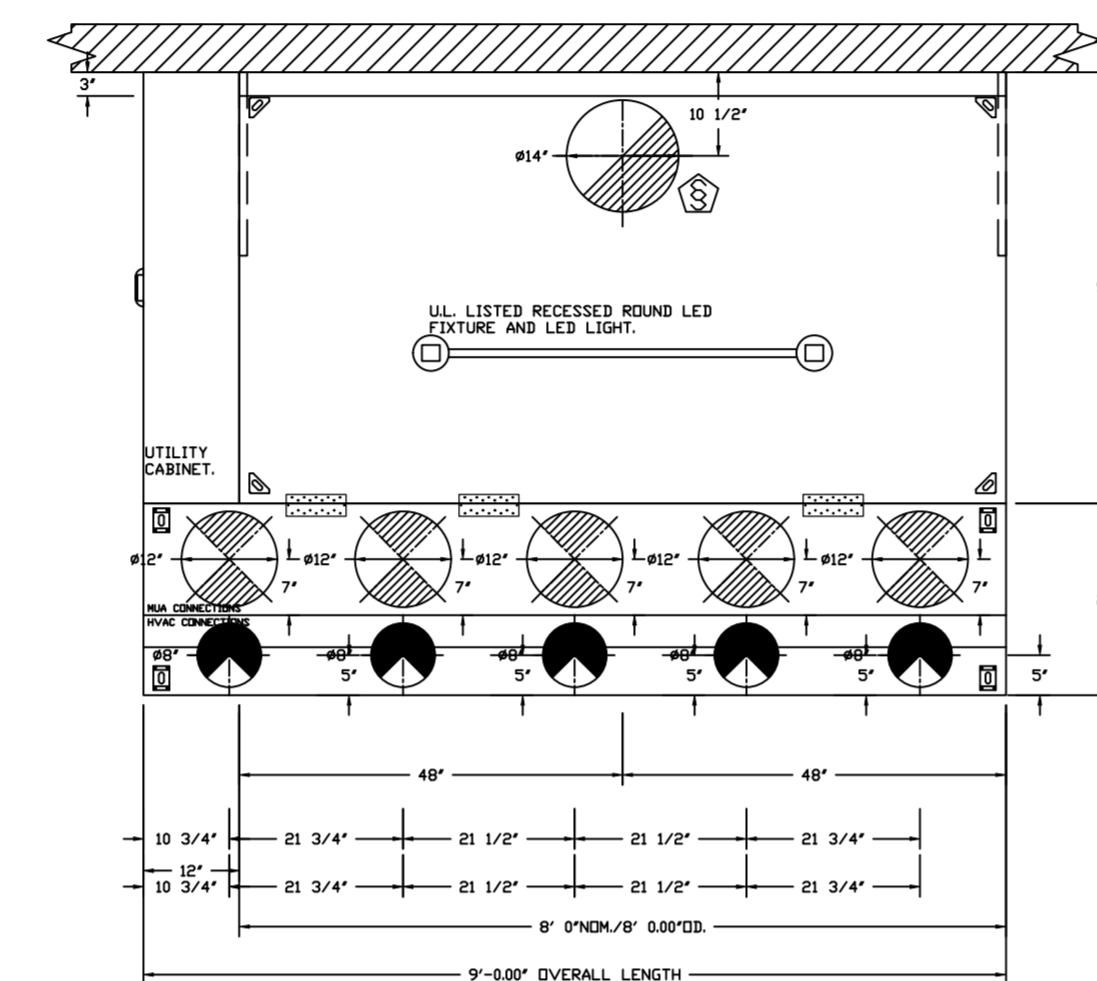 3"
10 1/2"
ø14"
U.L. LISTED RECESSED ROUND LED
FIXTURE AND LED LIGHT.
UTILITY
CABINET.
ø12" ø12" ø12" ø12" ø12"
7" 7" 7" 7" 7"
MUA CONNECTIONS
HVAC CONNECTIONS
ø8" ø8" ø8" ø8" ø8"
5" 5" 5" 5" 5"
48" 48"
10 3/4" 21 3/4" 21 1/2" 21 1/2" 21 3/4"
12"
10 3/4" 21 3/4" 21 1/2" 21 1/2" 21 3/4"
8' 0"NOM./8' 0.00"OD.
9'-0.00" OVERALL LENGTH